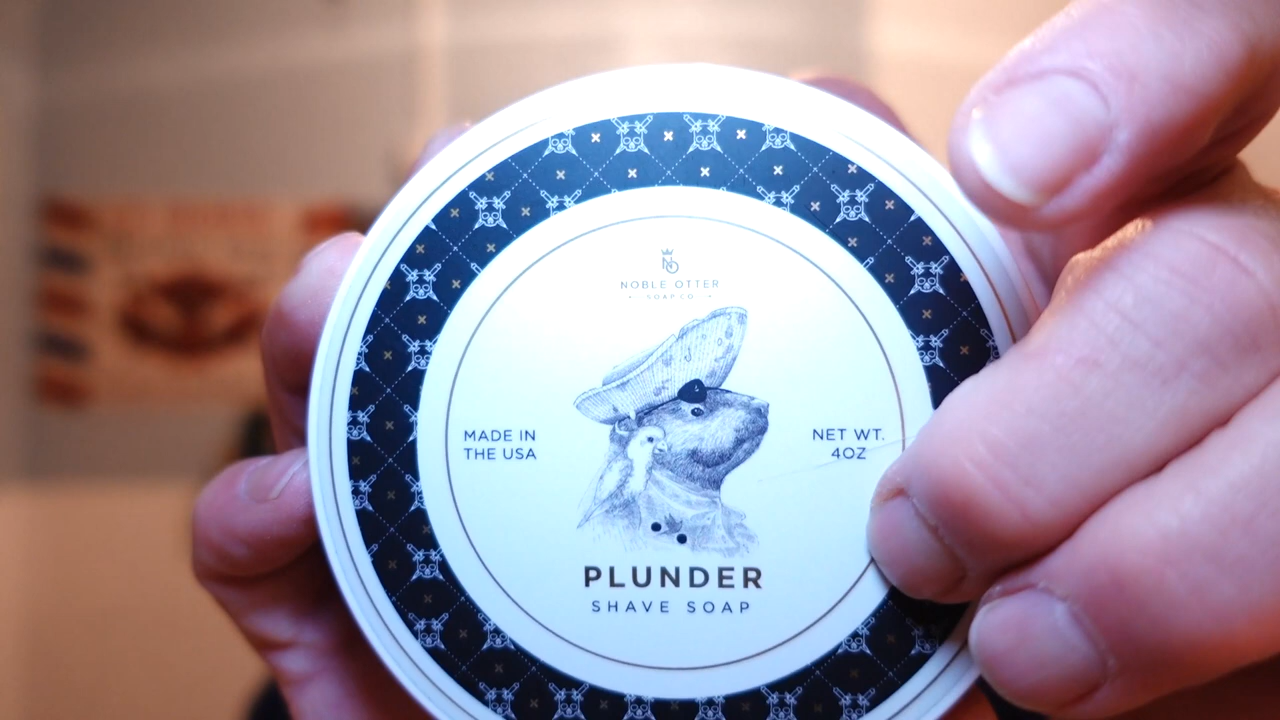 NOBLE OTTER
SOAP CO
MADE IN
THE USA
NET WT.
4OZ
PLUNDER
SHAVE SOAP